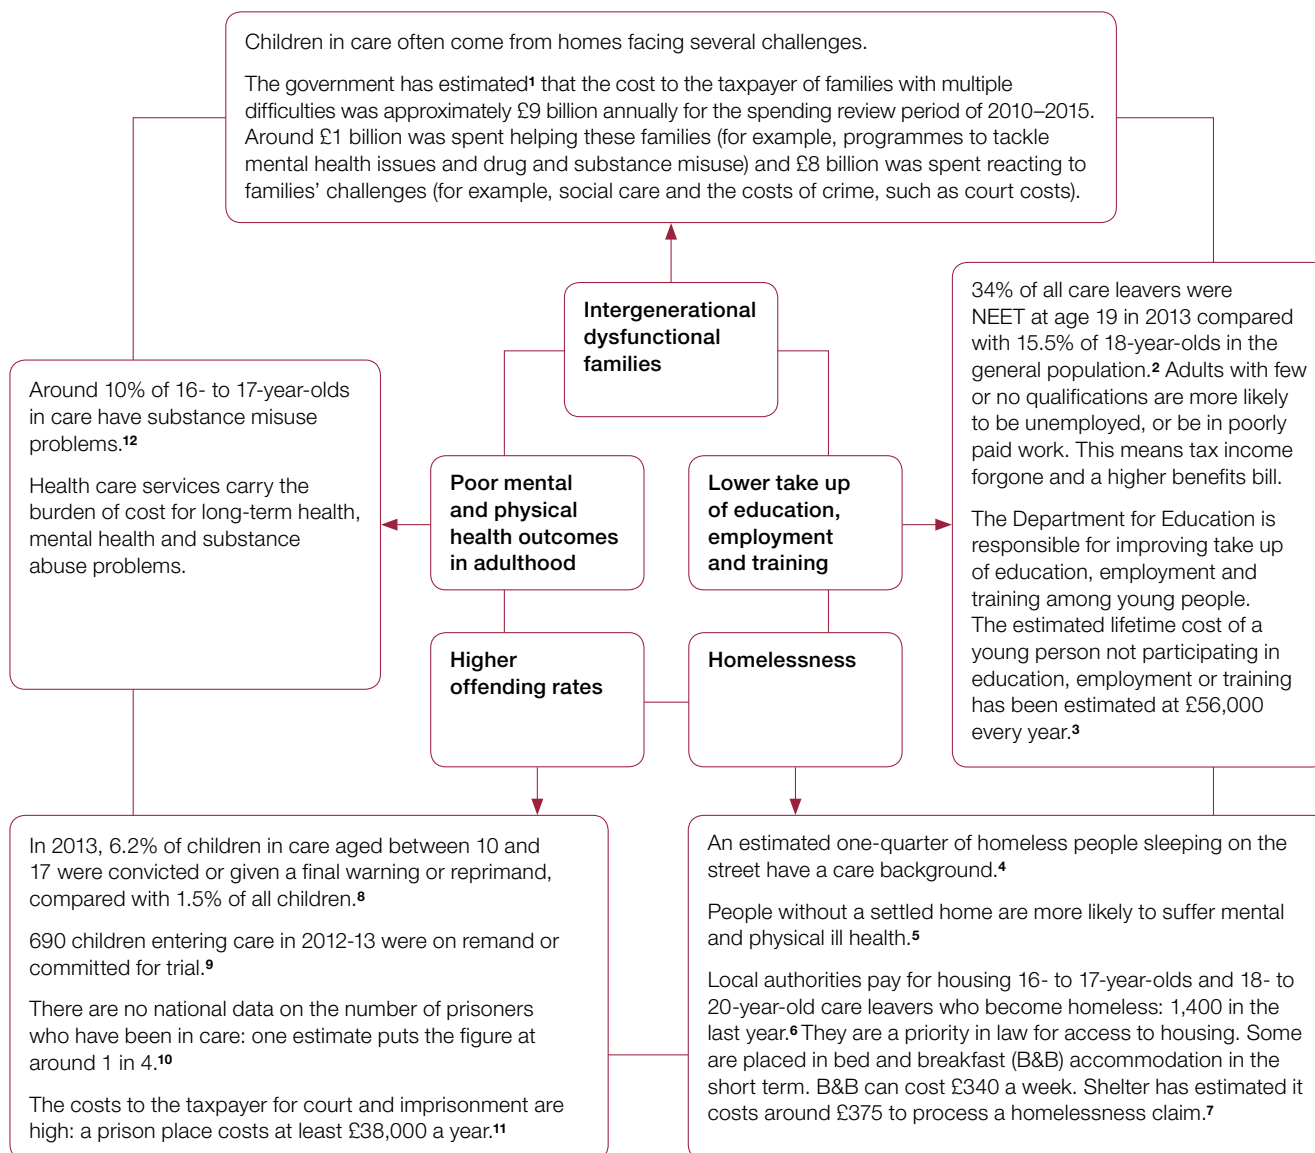 Children in care often come from homes facing several challenges.
The government has estimated1 that the cost to the taxpayer of families with multiple
difficulties was approximately £9 billion annually for the spending review period of 2010–2015.
Around £1 billion was spent helping these families (for example, programmes to tackle
mental health issues and drug and substance misuse) and £8 billion was spent reacting to
families’ challenges (for example, social care and the costs of crime, such as court costs).
Intergenerational
dysfunctional
families
34% of all care leavers were
NEET at age 19 in 2013 compared
with 15.5% of 18-year-olds in the
general population.2 Adults with few
or no qualifications are more likely
to be unemployed, or be in poorly
paid work. This means tax income
forgone and a higher benefits bill.
The Department for Education is
responsible for improving take up
of education, employment and
training among young people.
The estimated lifetime cost of a
young person not participating in
education, employment or training
has been estimated at £56,000
every year.3
Around 10% of 16- to 17-year-olds
in care have substance misuse
problems.12
Health care services carry the
burden of cost for long-term health,
mental health and substance
abuse problems.
Poor mental
and physical
health outcomes
in adulthood
Lower take up
of education,
employment
and training
Higher
offending rates
Homelessness
In 2013, 6.2% of children in care aged between 10 and
17 were convicted or given a final warning or reprimand,
compared with 1.5% of all children.8
690 children entering care in 2012-13 were on remand or
committed for trial.9
There are no national data on the number of prisoners
who have been in care: one estimate puts the figure at
around 1 in 4.10
The costs to the taxpayer for court and imprisonment are
high: a prison place costs at least £38,000 a year.11
An estimated one-quarter of homeless people sleeping on the
street have a care background.4
People without a settled home are more likely to suffer mental
and physical ill health.5
Local authorities pay for housing 16- to 17-year-olds and 18- to
20-year-old care leavers who become homeless: 1,400 in the
last year.6 They are a priority in law for access to housing. Some
are placed in bed and breakfast (B&B) accommodation in the
short term. B&B can cost £340 a week. Shelter has estimated it
costs around £375 to process a homelessness claim.7